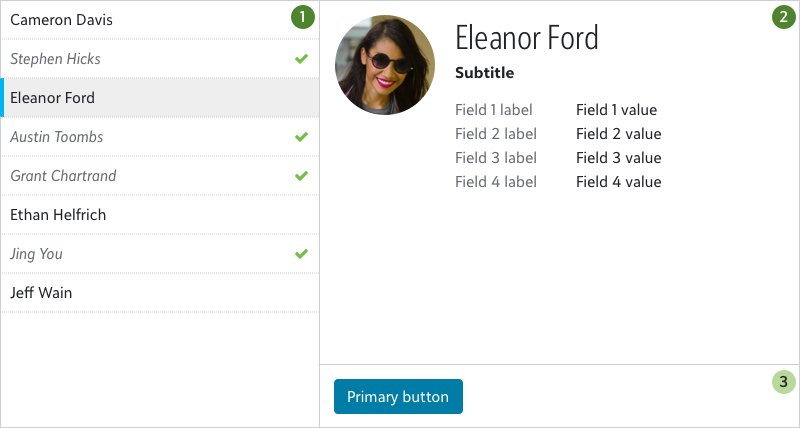 Cameron Davis
1
Stephen Hicks
Eleanor Ford
Austin Toombs
Grant Chartrand
Ethan Helfrich
Jing You
Jeff Wain
2
Eleanor Ford
Subtitle
Field 1 label Field 1 value
Field 2 label Field 2 value
Field 3 label Field 3 value
Field 4 label Field 4 value
3
Primary button